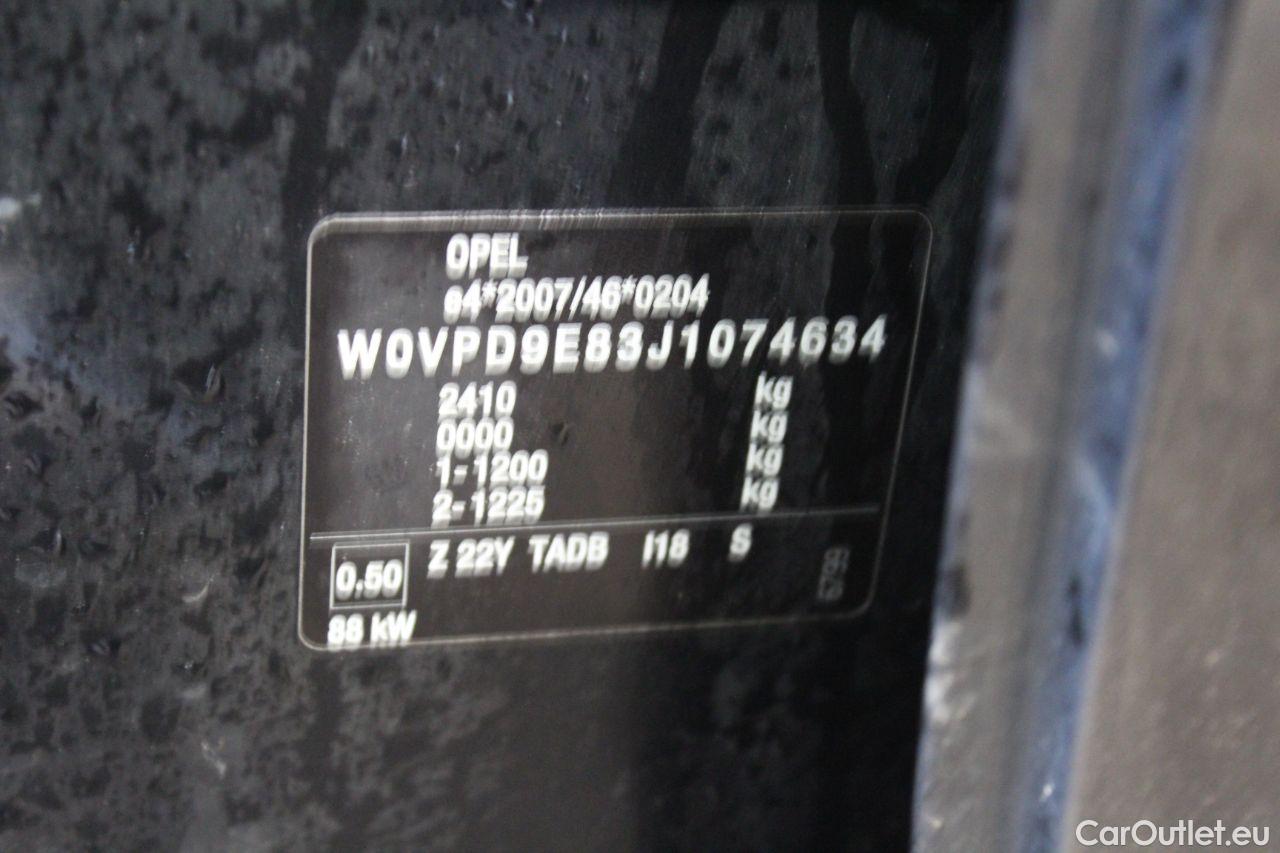 OPEL
e4*2007/46*0204
W0VPD9E83J1074634
2410 kg
0000 kg
1-1200 kg
2-1225 kg
0.50 Z 22Y TADB I18 S 6799
88 kW
CarOutlet.eu